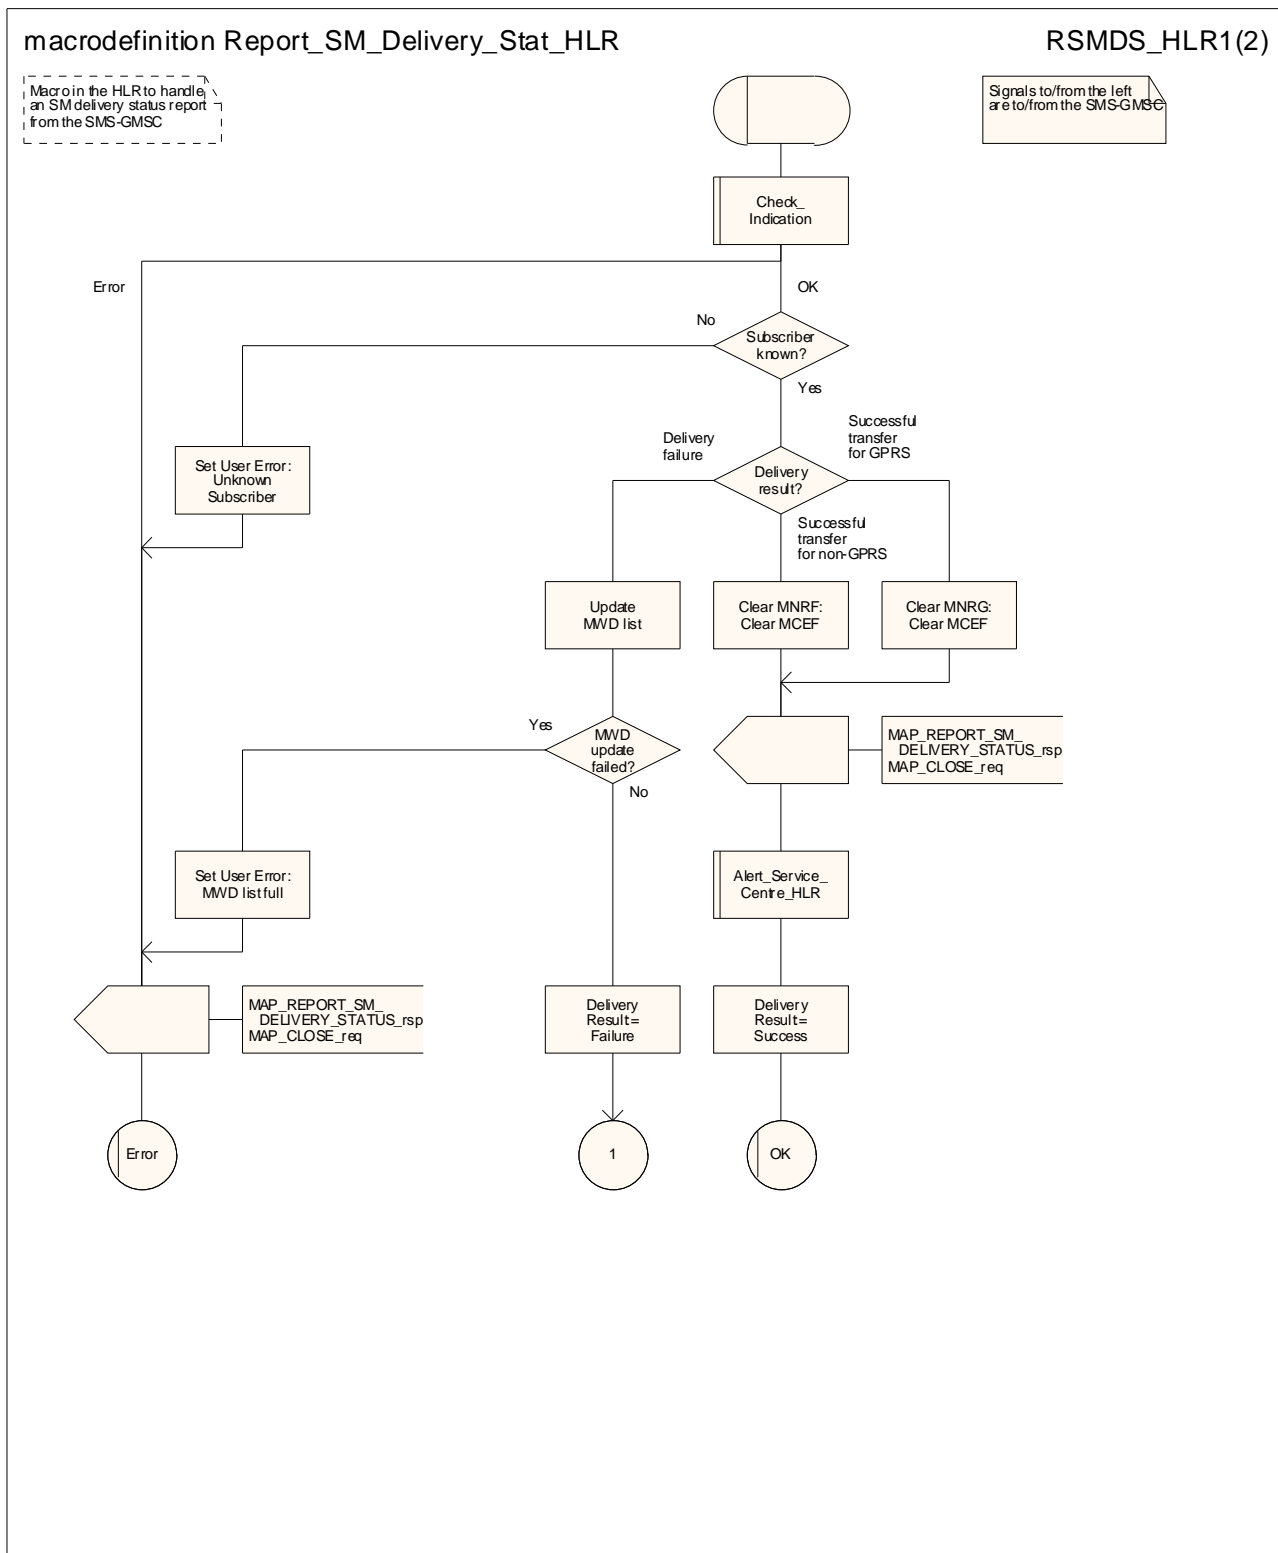 macrodefinition Report_SM_Delivery_Stat_HLR
RSMDS_HLR1(2)
Macro in the HLR to handle
an SM delivery status report
from the SMS-GMSC
Signals to/from the left
are to/from the SMS-GMSC
Check_
Indication
Error
OK
No
Subscriber
known?
Yes
Successful
transfer
for GPRS
Delivery
failure
Set User Error:
Unknown
Subscriber
Delivery
result?
Successful
transfer
for non-GPRS
Update
MWD list
Clear MNRF:
Clear MCEF
Clear MNRG:
Clear MCEF
Yes
MWD
update
failed?
No
MAP_REPORT_SM_
DELIVERY_STATUS_rsp
MAP_CLOSE_req
Set User Error:
MWD list full
Alert_Service_
Centre_HLR
MAP_REPORT_SM_
DELIVERY_STATUS_rsp
MAP_CLOSE_req
Delivery
Result=
Failure
Delivery
Result=
Success
Error
1
OK